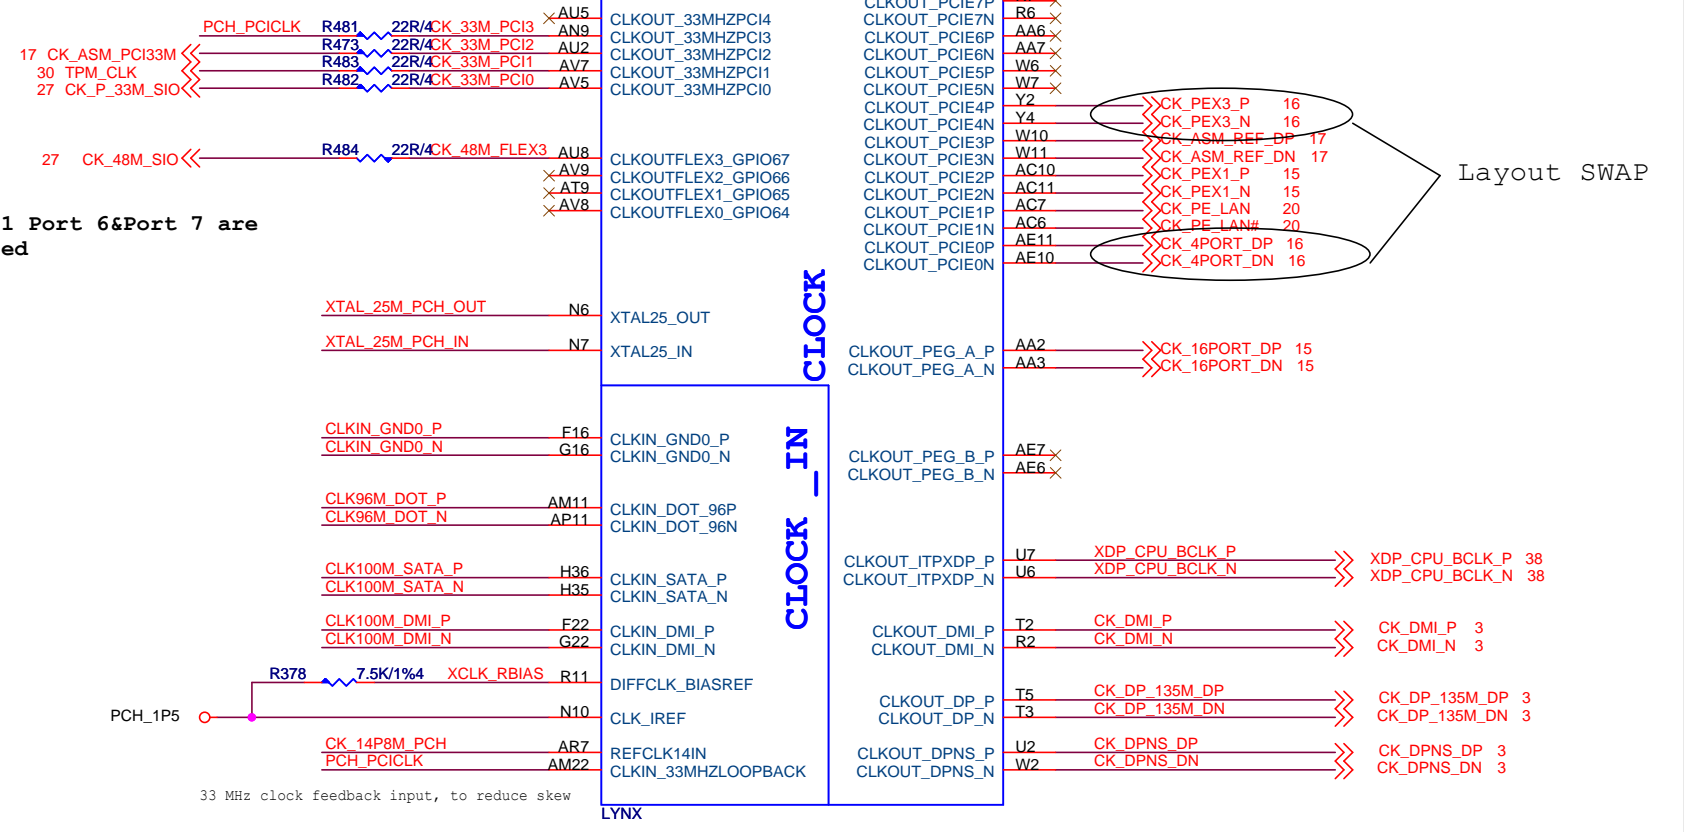 CLKOUT_PCIE7P
AU5 CLKOUT_33MHZPCI4 CLKOUT_PCIE7N R6
PCH_PCICLK R481 22R/4 CK_33M_PCI3 AN9 CLKOUT_33MHZPCI3 CLKOUT_PCIE6P AA6
17 CK_ASM_PCI33M R473 22R/4 CK_33M_PCI2 AU2 CLKOUT_33MHZPCI2 CLKOUT_PCIE6N AA7
30 TPM_CLK R483 22R/4 CK_33M_PCI1 AV7 CLKOUT_33MHZPCI1 CLKOUT_PCIE5P W6
27 CK_P_33M_SIO R482 22R/4 CK_33M_PCI0 AV5 CLKOUT_33MHZPCI0 CLKOUT_PCIE5N W7
CLKOUT_PCIE4P Y2 CK_PEX3_P 16
CLKOUT_PCIE4N Y4 CK_PEX3_N 16
CLKOUT_PCIE3P W10 CK_ASM_REF_DP 17
27 CK_48M_SIO R484 22R/4 CK_48M_FLEX3 AU8 CLKOUTFLEX3_GPIO67 CLKOUT_PCIE3N W11 CK_ASM_REF_DN 17
AV9 CLKOUTFLEX2_GPIO66 CLKOUT_PCIE2P AC10 CK_PEX1_P 15
Layout SWAP
AT9 CLKOUTFLEX1_GPIO65 CLKOUT_PCIE2N AC11 CK_PEX1_N 15
AV8 CLKOUTFLEX0_GPIO64 CLKOUT_PCIE1P AC7 CK_PE_LAN 20
1 Port 6&Port 7 are
CLKOUT_PCIE1N AC6 CK_PE_LAN# 20
ed
CLKOUT_PCIE0P AE11 CK_4PORT_DP 16
CLKOUT_PCIE0N AE10 CK_4PORT_DN 16
CLOCK
XTAL_25M_PCH_OUT N6 XTAL25_OUT
XTAL_25M_PCH_IN N7 XTAL25_IN CLKOUT_PEG_A_P AA2 CK_16PORT_DP 15
CLKOUT_PEG_A_N AA3 CK_16PORT_DN 15
CLOCK _IN
CLKIN_GND0_P F16 CLKIN_GND0_P
CLKIN_GND0_N G16 CLKIN_GND0_N CLKOUT_PEG_B_P AE7
CLKOUT_PEG_B_N AE6
CLK96M_DOT_P AM11 CLKIN_DOT_96P
CLK96M_DOT_N AP11 CLKIN_DOT_96N
CLKOUT_ITPXDP_P U7 XDP_CPU_BCLK_P XDP_CPU_BCLK_P 38
CLK100M_SATA_P H36 CLKIN_SATA_P CLKOUT_ITPXDP_N U6 XDP_CPU_BCLK_N XDP_CPU_BCLK_N 38
CLK100M_SATA_N H35 CLKIN_SATA_N
CLK100M_DMI_P F22 CLKIN_DMI_P CLKOUT_DMI_P T2 CK_DMI_P CK_DMI_P 3
CLK100M_DMI_N G22 CLKIN_DMI_N CLKOUT_DMI_N R2 CK_DMI_N CK_DMI_N 3
R378 7.5K/1%4 XCLK_RBIAS R11 DIFFCLK_BIASREF
CLKOUT_DP_P T5 CK_DP_135M_DP CK_DP_135M_DP 3
PCH_1P5 N10 CLK_IREF CLKOUT_DP_N T3 CK_DP_135M_DN CK_DP_135M_DN 3
CK_14P8M_PCH AR7 REFCLK14IN CLKOUT_DPNS_P U2 CK_DPNS_DP CK_DPNS_DP 3
PCH_PCICLK AM22 CLKIN_33MHZLOOPBACK CLKOUT_DPNS_N W2 CK_DPNS_DN CK_DPNS_DN 3
33 MHz clock feedback input, to reduce skew
LYNX